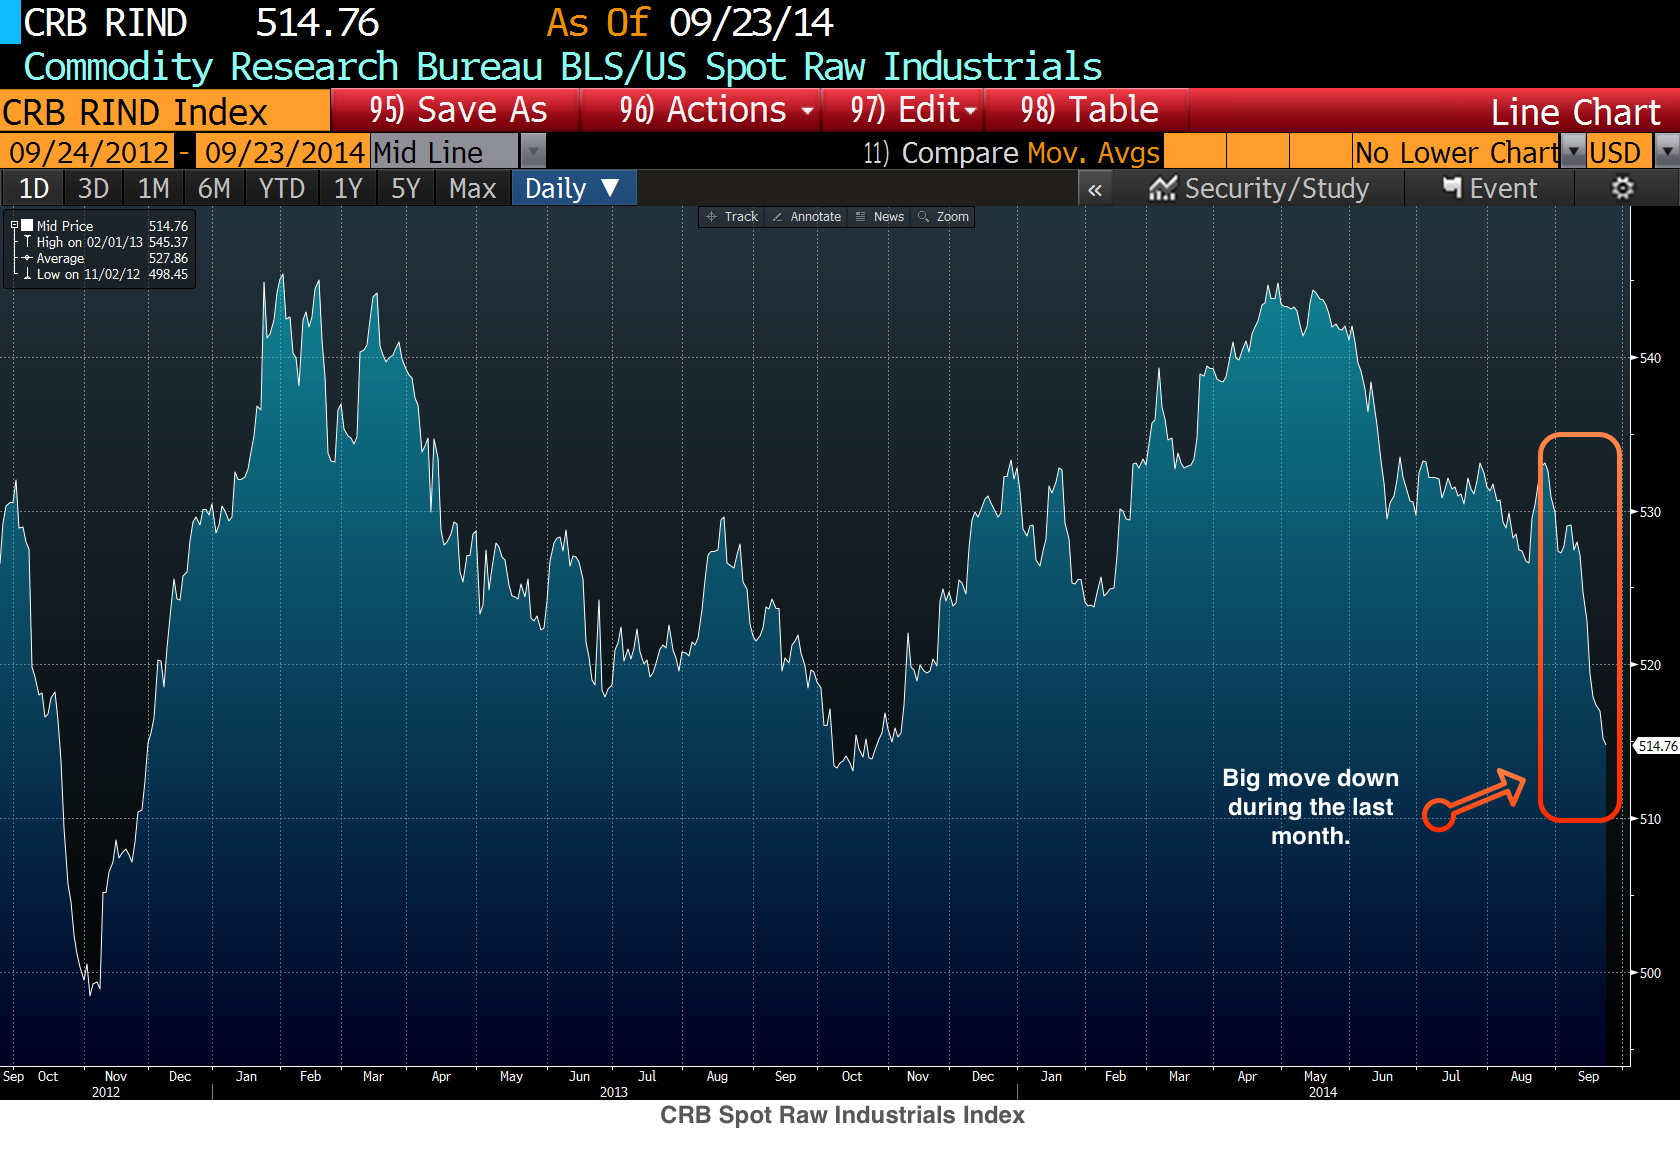 CRB RIND 514.76 As Of 09/23/14
Commodity Research Bureau BLS/US Spot Raw Industrials
CRB RIND Index 95) Save As 96) Actions 97) Edit 98) Table Line Chart
09/24/2012 - 09/23/2014 Mid Line 11) Compare Mov. Avgs No Lower Chart USD
1D 3D 1M 6M YTD 1Y 5Y Max Daily ▼ « Security/Study Event
Track Annotate News Zoom
Mid Price 514.76
High on 02/01/13 545.37
Average 527.86
Low on 11/02/12 498.45
540
530
520
514.76
510
500
Big move down
during the last
month.
Sep Oct Nov Dec Jan Feb Mar Apr May Jun Jul Aug Sep Oct Nov Dec Jan Feb Mar Apr May Jun Jul Aug Sep
2012 2013 2014
CRB Spot Raw Industrials Index